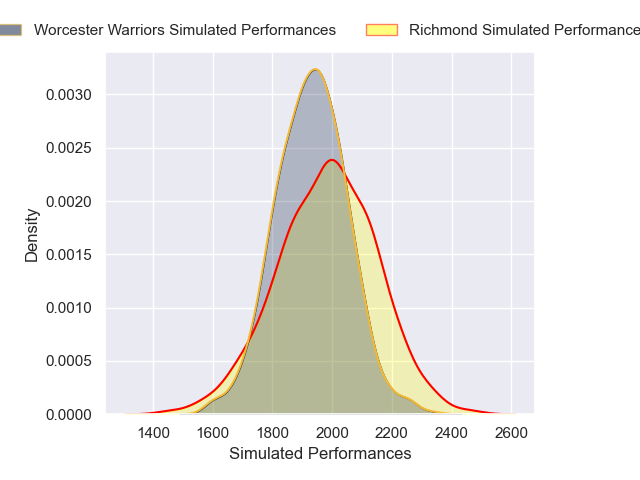 Worcester Warriors Simulated Performances Richmond Simulated Performance
0.0030
0.0025
0.0020
0.0015
0.0010
0.0005
0.0000
Density
1400 1600 1800 2000 2200 2400 2600
Simulated Performances